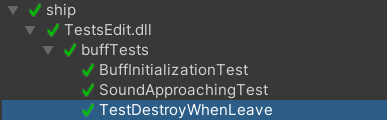 ship
TestsEdit.dll
buffTests
BuffInitializationTest
SoundApproachingTest
TestDestroyWhenLeave